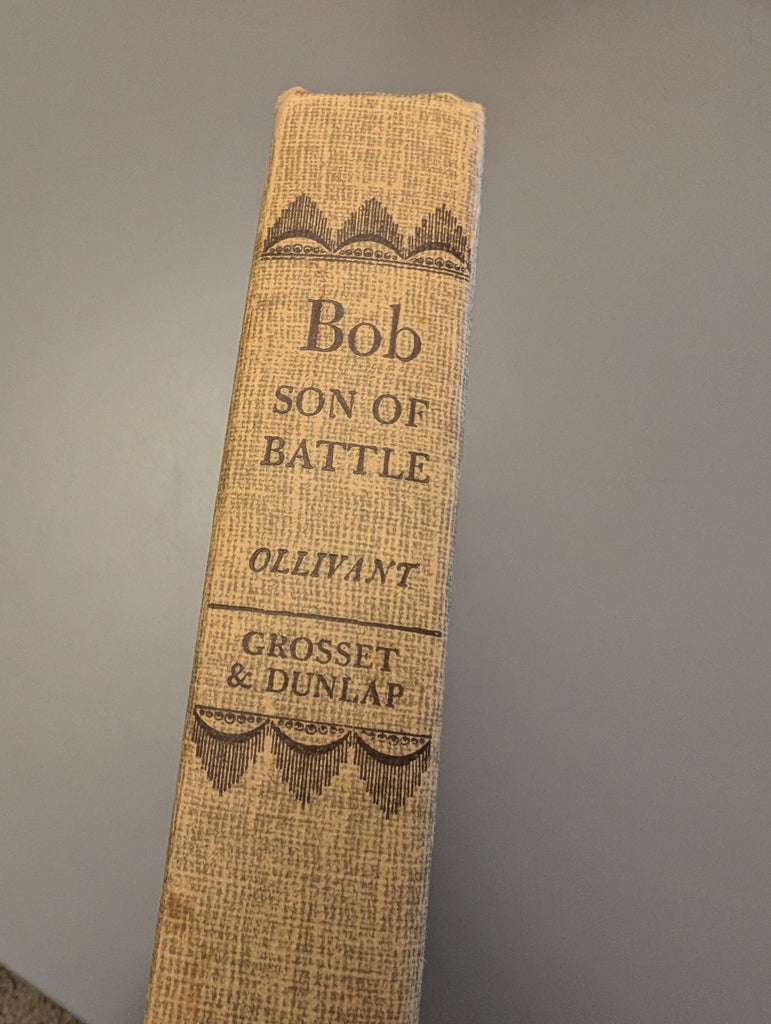 Bob
SON OF
BATTLE
OLLIVANT
GROSSET
& DUNLAP